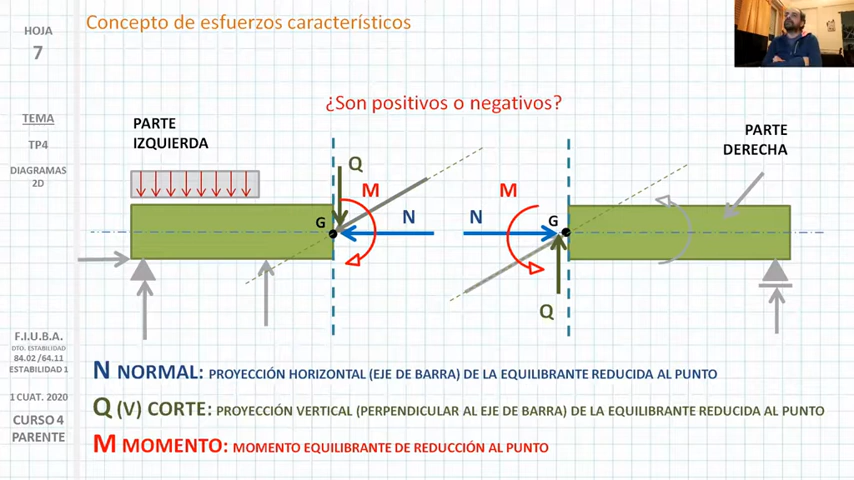 HOJA
7
Concepto de esfuerzos característicos
¿Son positivos o negativos?
TEMA
TP4
DIAGRAMAS
2D
PARTE
IZQUIERDA
PARTE
DERECHA
Q
M
N
G
M
N
G
Q
F.I.U.B.A.
DTO. ESTABILIDAD
84.02/64.11
ESTABILIDAD 1
1 CUAT. 2020
CURSO 4
PARENTE
N NORMAL: PROYECCIÓN HORIZONTAL (EJE DE BARRA) DE LA EQUILIBRANTE REDUCIDA AL PUNTO
Q (V) CORTE: PROYECCIÓN VERTICAL (PERPENDICULAR AL EJE DE BARRA) DE LA EQUILIBRANTE REDUCIDA AL PUNTO
M MOMENTO: MOMENTO EQUILIBRANTE DE REDUCCIÓN AL PUNTO